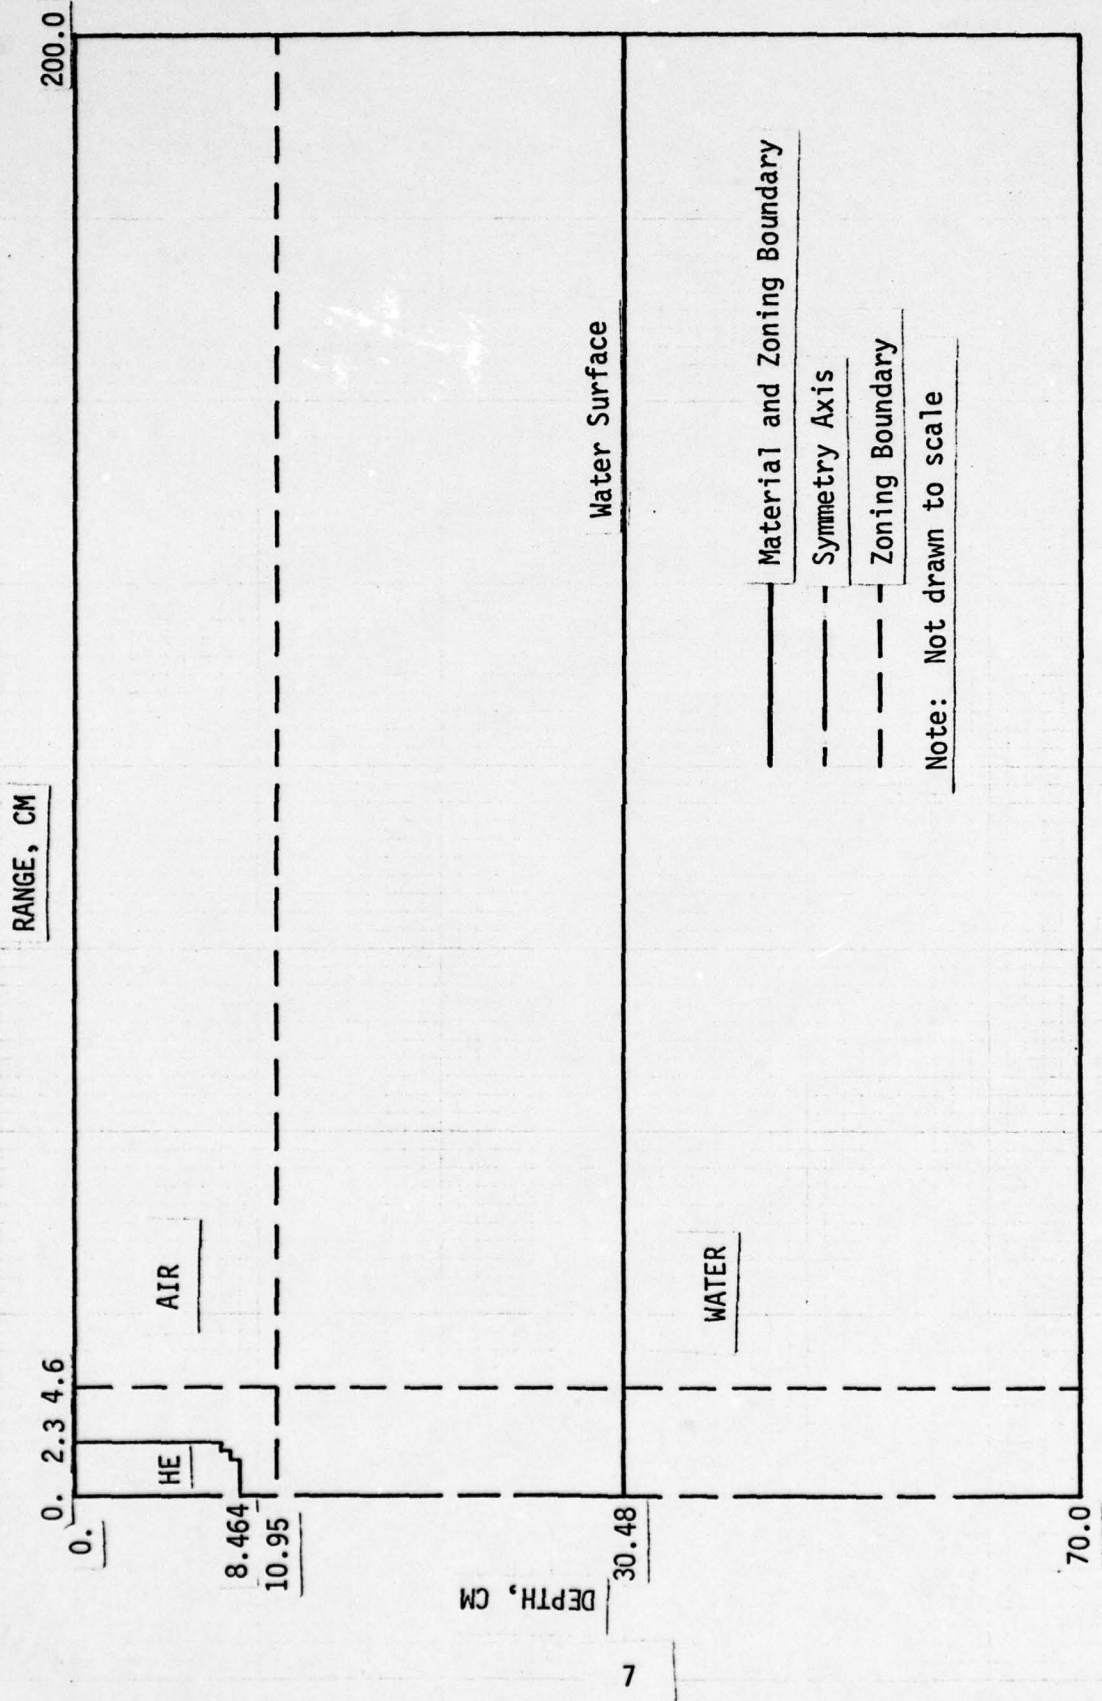 RANGE, CM
0. 2.3 4.6 200.0
0.
HE
AIR
8.464
10.95
DEPTH, CM
Water Surface
30.48
WATER
Material and Zoning Boundary
Symmetry Axis
Zoning Boundary
Note: Not drawn to scale
70.0
7